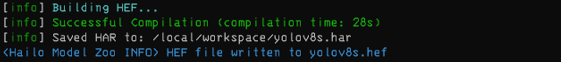 [info] Building HEF...
[info] Successful Compilation (compilation time: 28s)
[info] Saved HAR to: /local/workspace/yolov8s.har
<Hailo Model Zoo INFO> HEF file written to yolov8s.hef